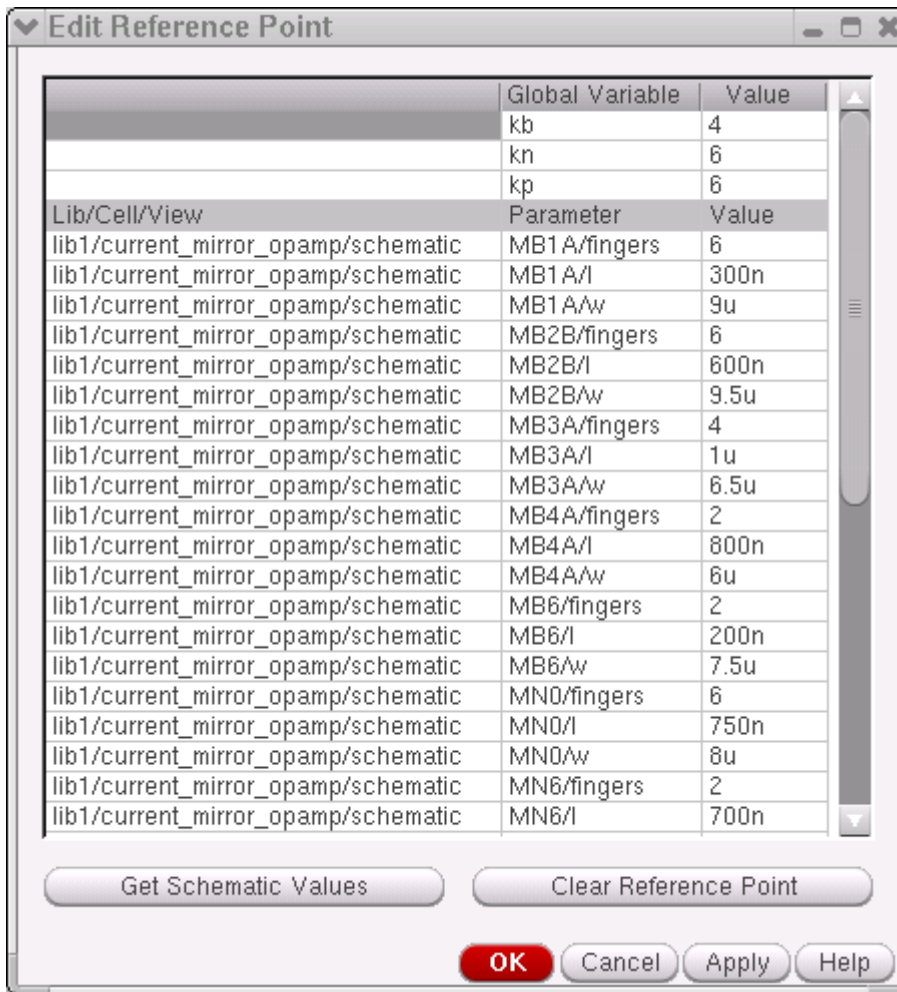 Edit Reference Point
Global Variable Value
kb 4
kn 6
kp 6
Lib/Cell/View Parameter Value
lib1/current_mirror_opamp/schematic MB1A/fingers 6
lib1/current_mirror_opamp/schematic MB1A/l 300n
lib1/current_mirror_opamp/schematic MB1A/w 9u
lib1/current_mirror_opamp/schematic MB2B/fingers 6
lib1/current_mirror_opamp/schematic MB2B/l 600n
lib1/current_mirror_opamp/schematic MB2B/w 9.5u
lib1/current_mirror_opamp/schematic MB3A/fingers 4
lib1/current_mirror_opamp/schematic MB3A/l 1u
lib1/current_mirror_opamp/schematic MB3A/w 6.5u
lib1/current_mirror_opamp/schematic MB4A/fingers 2
lib1/current_mirror_opamp/schematic MB4A/l 800n
lib1/current_mirror_opamp/schematic MB4A/w 6u
lib1/current_mirror_opamp/schematic MB6/fingers 2
lib1/current_mirror_opamp/schematic MB6/l 200n
lib1/current_mirror_opamp/schematic MB6/w 7.5u
lib1/current_mirror_opamp/schematic MN0/fingers 6
lib1/current_mirror_opamp/schematic MN0/l 750n
lib1/current_mirror_opamp/schematic MN0/w 8u
lib1/current_mirror_opamp/schematic MN6/fingers 2
lib1/current_mirror_opamp/schematic MN6/l 700n
Get Schematic Values Clear Reference Point
OK Cancel Apply Help